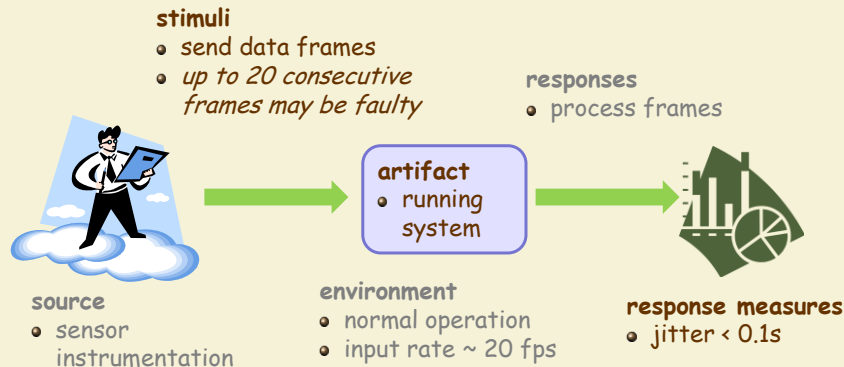 stimuli
send data frames
up to 20 consecutive
frames may be faulty
responses
process frames
artifact
running
system
source
sensor
instrumentation
environment
normal operation
input rate ~ 20 fps
response measures
jitter < 0.1s